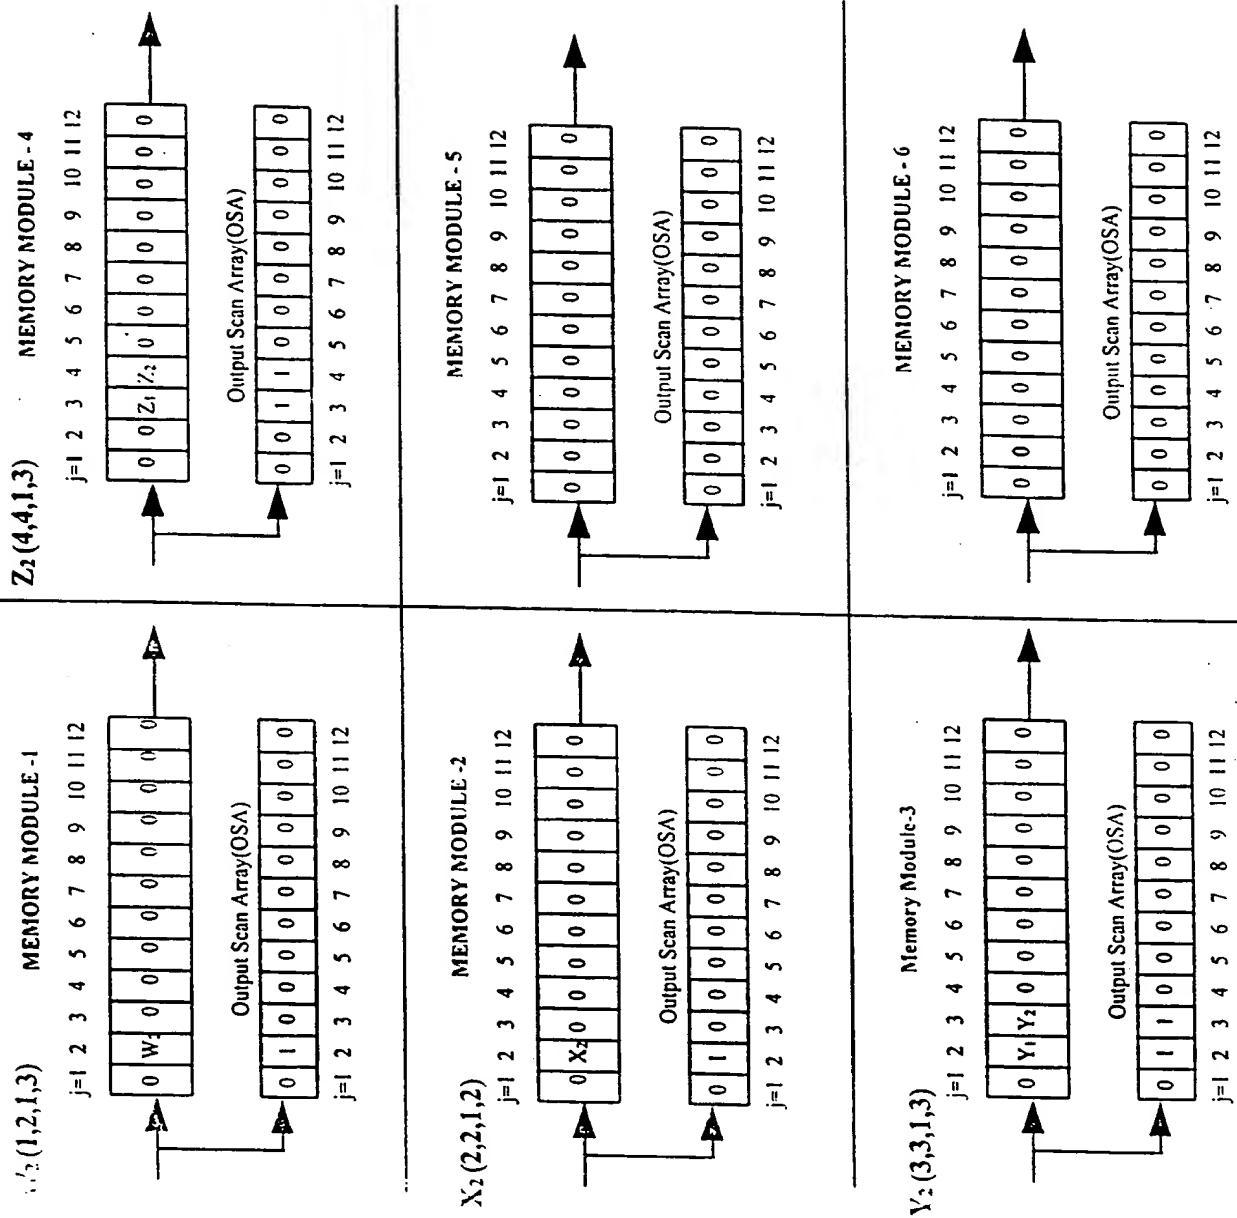 W2 (1,2,1,3)
MEMORY MODULE -1
j=1 2 3 4 5 6 7 8 9 10 11 12
0 W2 0 0 0 0 0 0 0 0 0 0
Output Scan Array(OSA)
0 1 0 0 0 0 0 0 0 0 0 0
j=1 2 3 4 5 6 7 8 9 10 11 12
Z2 (4,4,1,3)
MEMORY MODULE - 4
j=1 2 3 4 5 6 7 8 9 10 11 12
0 0 Z1 Z2 0 0 0 0 0 0 0 0
Output Scan Array(OSA)
0 0 1 1 0 0 0 0 0 0 0 0
j=1 2 3 4 5 6 7 8 9 10 11 12
X2 (2,2,1,2)
MEMORY MODULE -2
j=1 2 3 4 5 6 7 8 9 10 11 12
0 X2 0 0 0 0 0 0 0 0 0 0
Output Scan Array(OSA)
0 1 0 0 0 0 0 0 0 0 0 0
j=1 2 3 4 5 6 7 8 9 10 11 12
MEMORY MODULE - 5
j=1 2 3 4 5 6 7 8 9 10 11 12
0 0 0 0 0 0 0 0 0 0 0 0
Output Scan Array(OSA)
0 0 0 0 0 0 0 0 0 0 0 0
j=1 2 3 4 5 6 7 8 9 10 11 12
Y2 (3,3,1,3)
Memory Module-3
j=1 2 3 4 5 6 7 8 9 10 11 12
0 Y1 Y2 0 0 0 0 0 0 0 0 0
Output Scan Array(OSA)
0 1 1 0 0 0 0 0 0 0 0 0
j=1 2 3 4 5 6 7 8 9 10 11 12
MEMORY MODULE - 6
j=1 2 3 4 5 6 7 8 9 10 11 12
0 0 0 0 0 0 0 0 0 0 0 0
Output Scan Array(OSA)
0 0 0 0 0 0 0 0 0 0 0 0
j=1 2 3 4 5 6 7 8 9 10 11 12